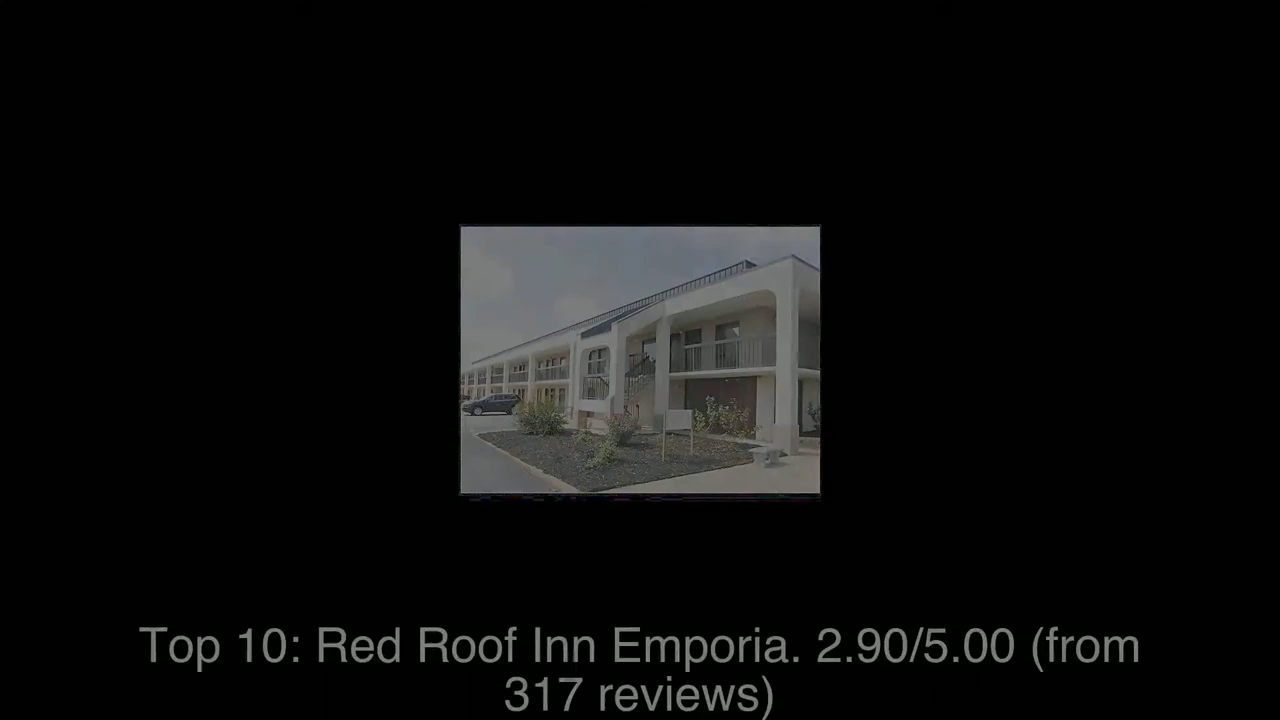 Top 10: Red Roof Inn Emporia. 2.90/5.00 (from
317 reviews)